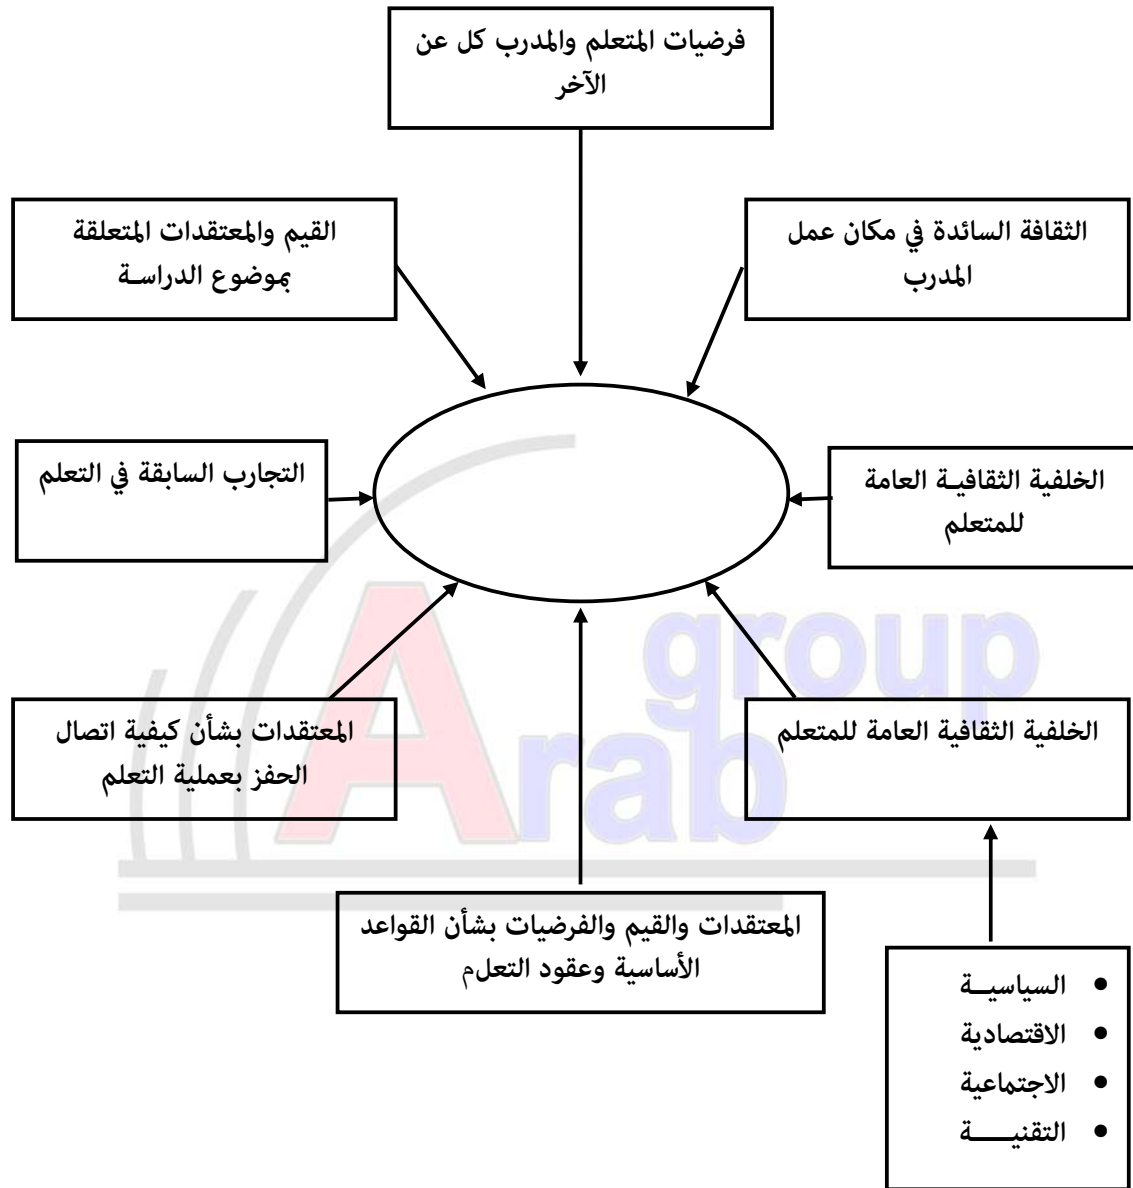 فرضيات المتعلم والمدرب كل عن
الآخر
الثقافة السائدة في مكان عمل
المدرب
القيم والمعتقدات المتعلقة
بموضوع الدراسـة
الخلفية الثقافيـة العامة
للمتعلم
التجارب السابقة في التعلم
الخلفية الثقافية العامة للمتعلم
المعتقدات بشأن كيفية اتصال
الحفز بعملية التعلم
المعتقدات والقيم والفرضيات بشأن القواعد
الأساسية وعقود التعلم
• السياسيــة
• الاقتصادية
• الاجتماعية
• التقنيـــــة
Arab group